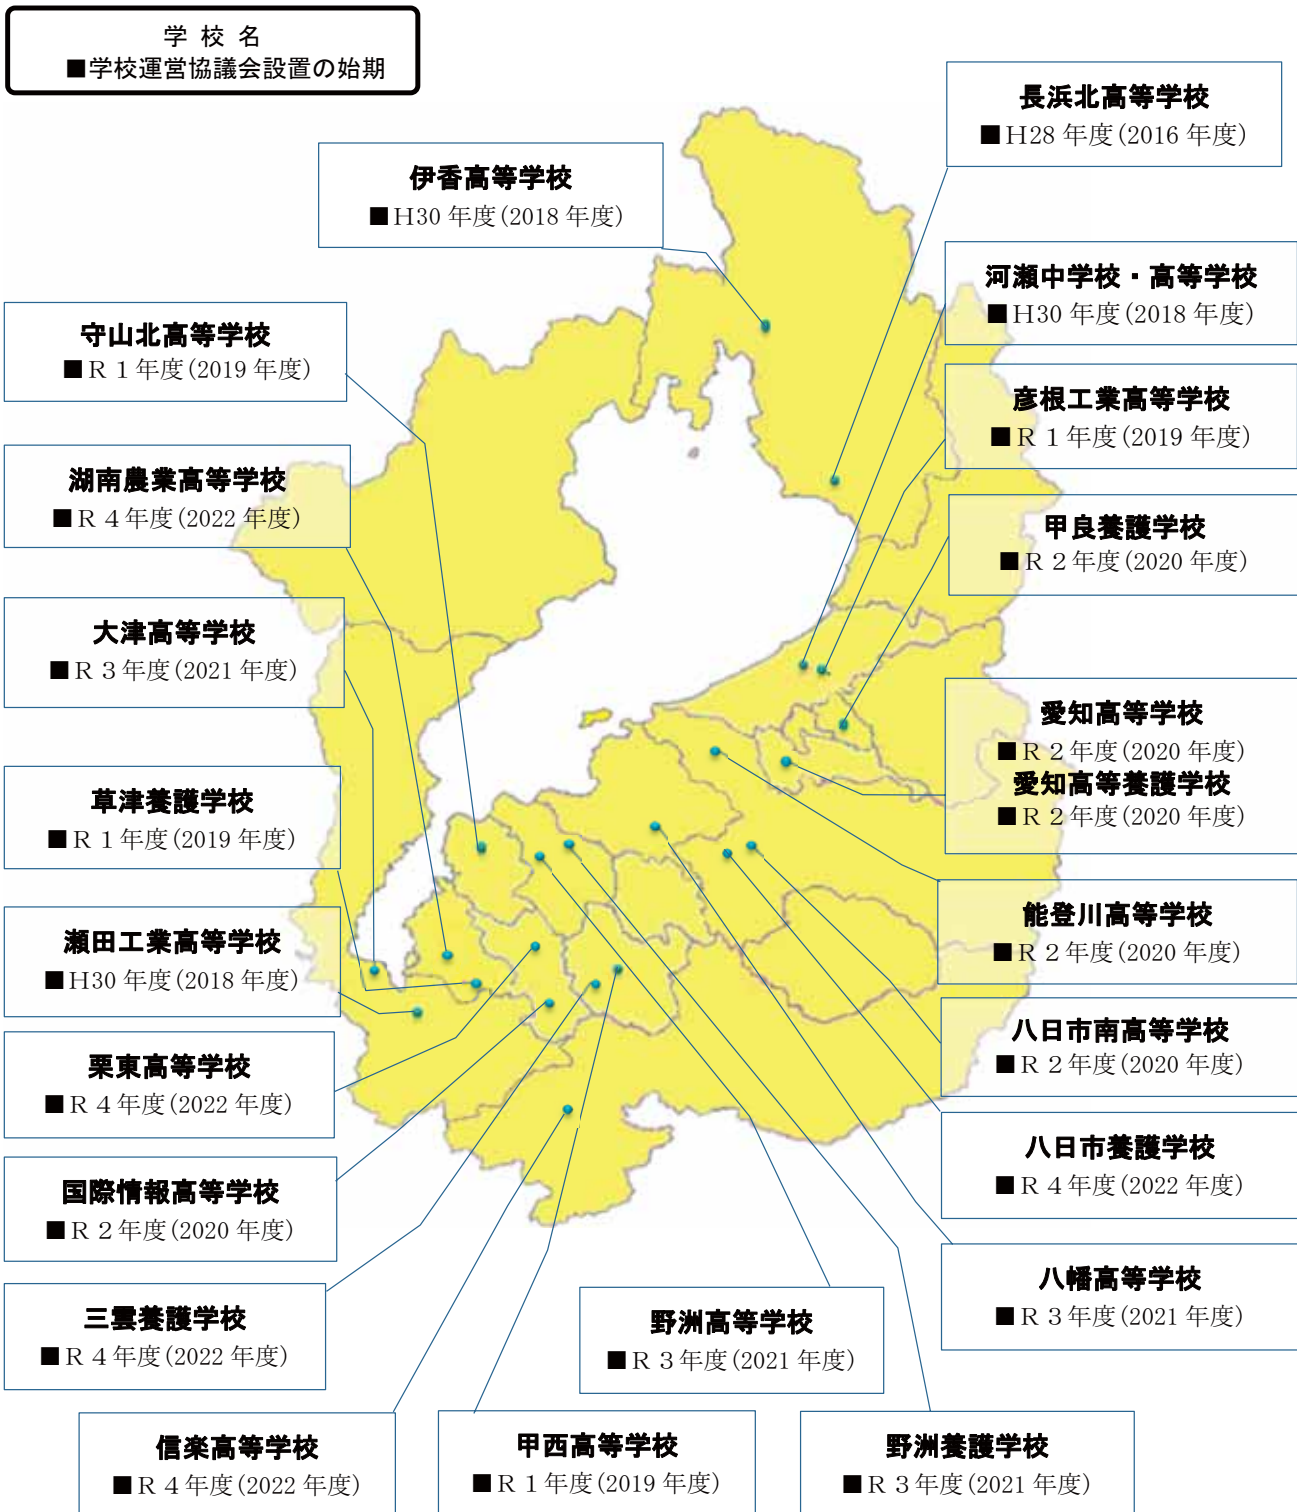 学 校 名
■学校運営協議会設置の始期
長浜北高等学校
■H28 年度(2016 年度)
伊香高等学校
■H30 年度(2018 年度)
河瀬中学校・高等学校
■H30 年度(2018 年度)
守山北高等学校
■R 1 年度(2019 年度)
彦根工業高等学校
■R 1 年度(2019 年度)
湖南農業高等学校
■R 4 年度(2022 年度)
甲良養護学校
■R 2 年度(2020 年度)
大津高等学校
■R 3 年度(2021 年度)
愛知高等学校
■R 2 年度(2020 年度)
愛知高等養護学校
■R 2 年度(2020 年度)
草津養護学校
■R 1 年度(2019 年度)
能登川高等学校
■R 2 年度(2020 年度)
瀬田工業高等学校
■H30 年度(2018 年度)
八日市南高等学校
■R 2 年度(2020 年度)
栗東高等学校
■R 4 年度(2022 年度)
八日市養護学校
■R 4 年度(2022 年度)
国際情報高等学校
■R 2 年度(2020 年度)
八幡高等学校
■R 3 年度(2021 年度)
三雲養護学校
■R 4 年度(2022 年度)
野洲高等学校
■R 3 年度(2021 年度)
信楽高等学校
■R 4 年度(2022 年度)
甲西高等学校
■R 1 年度(2019 年度)
野洲養護学校
■R 3 年度(2021 年度)